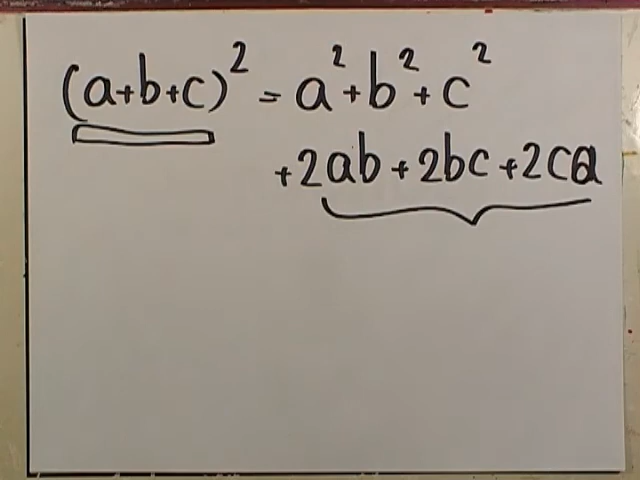 (a+b+c)² = a²+b²+c²
+2ab+2bc+2ca